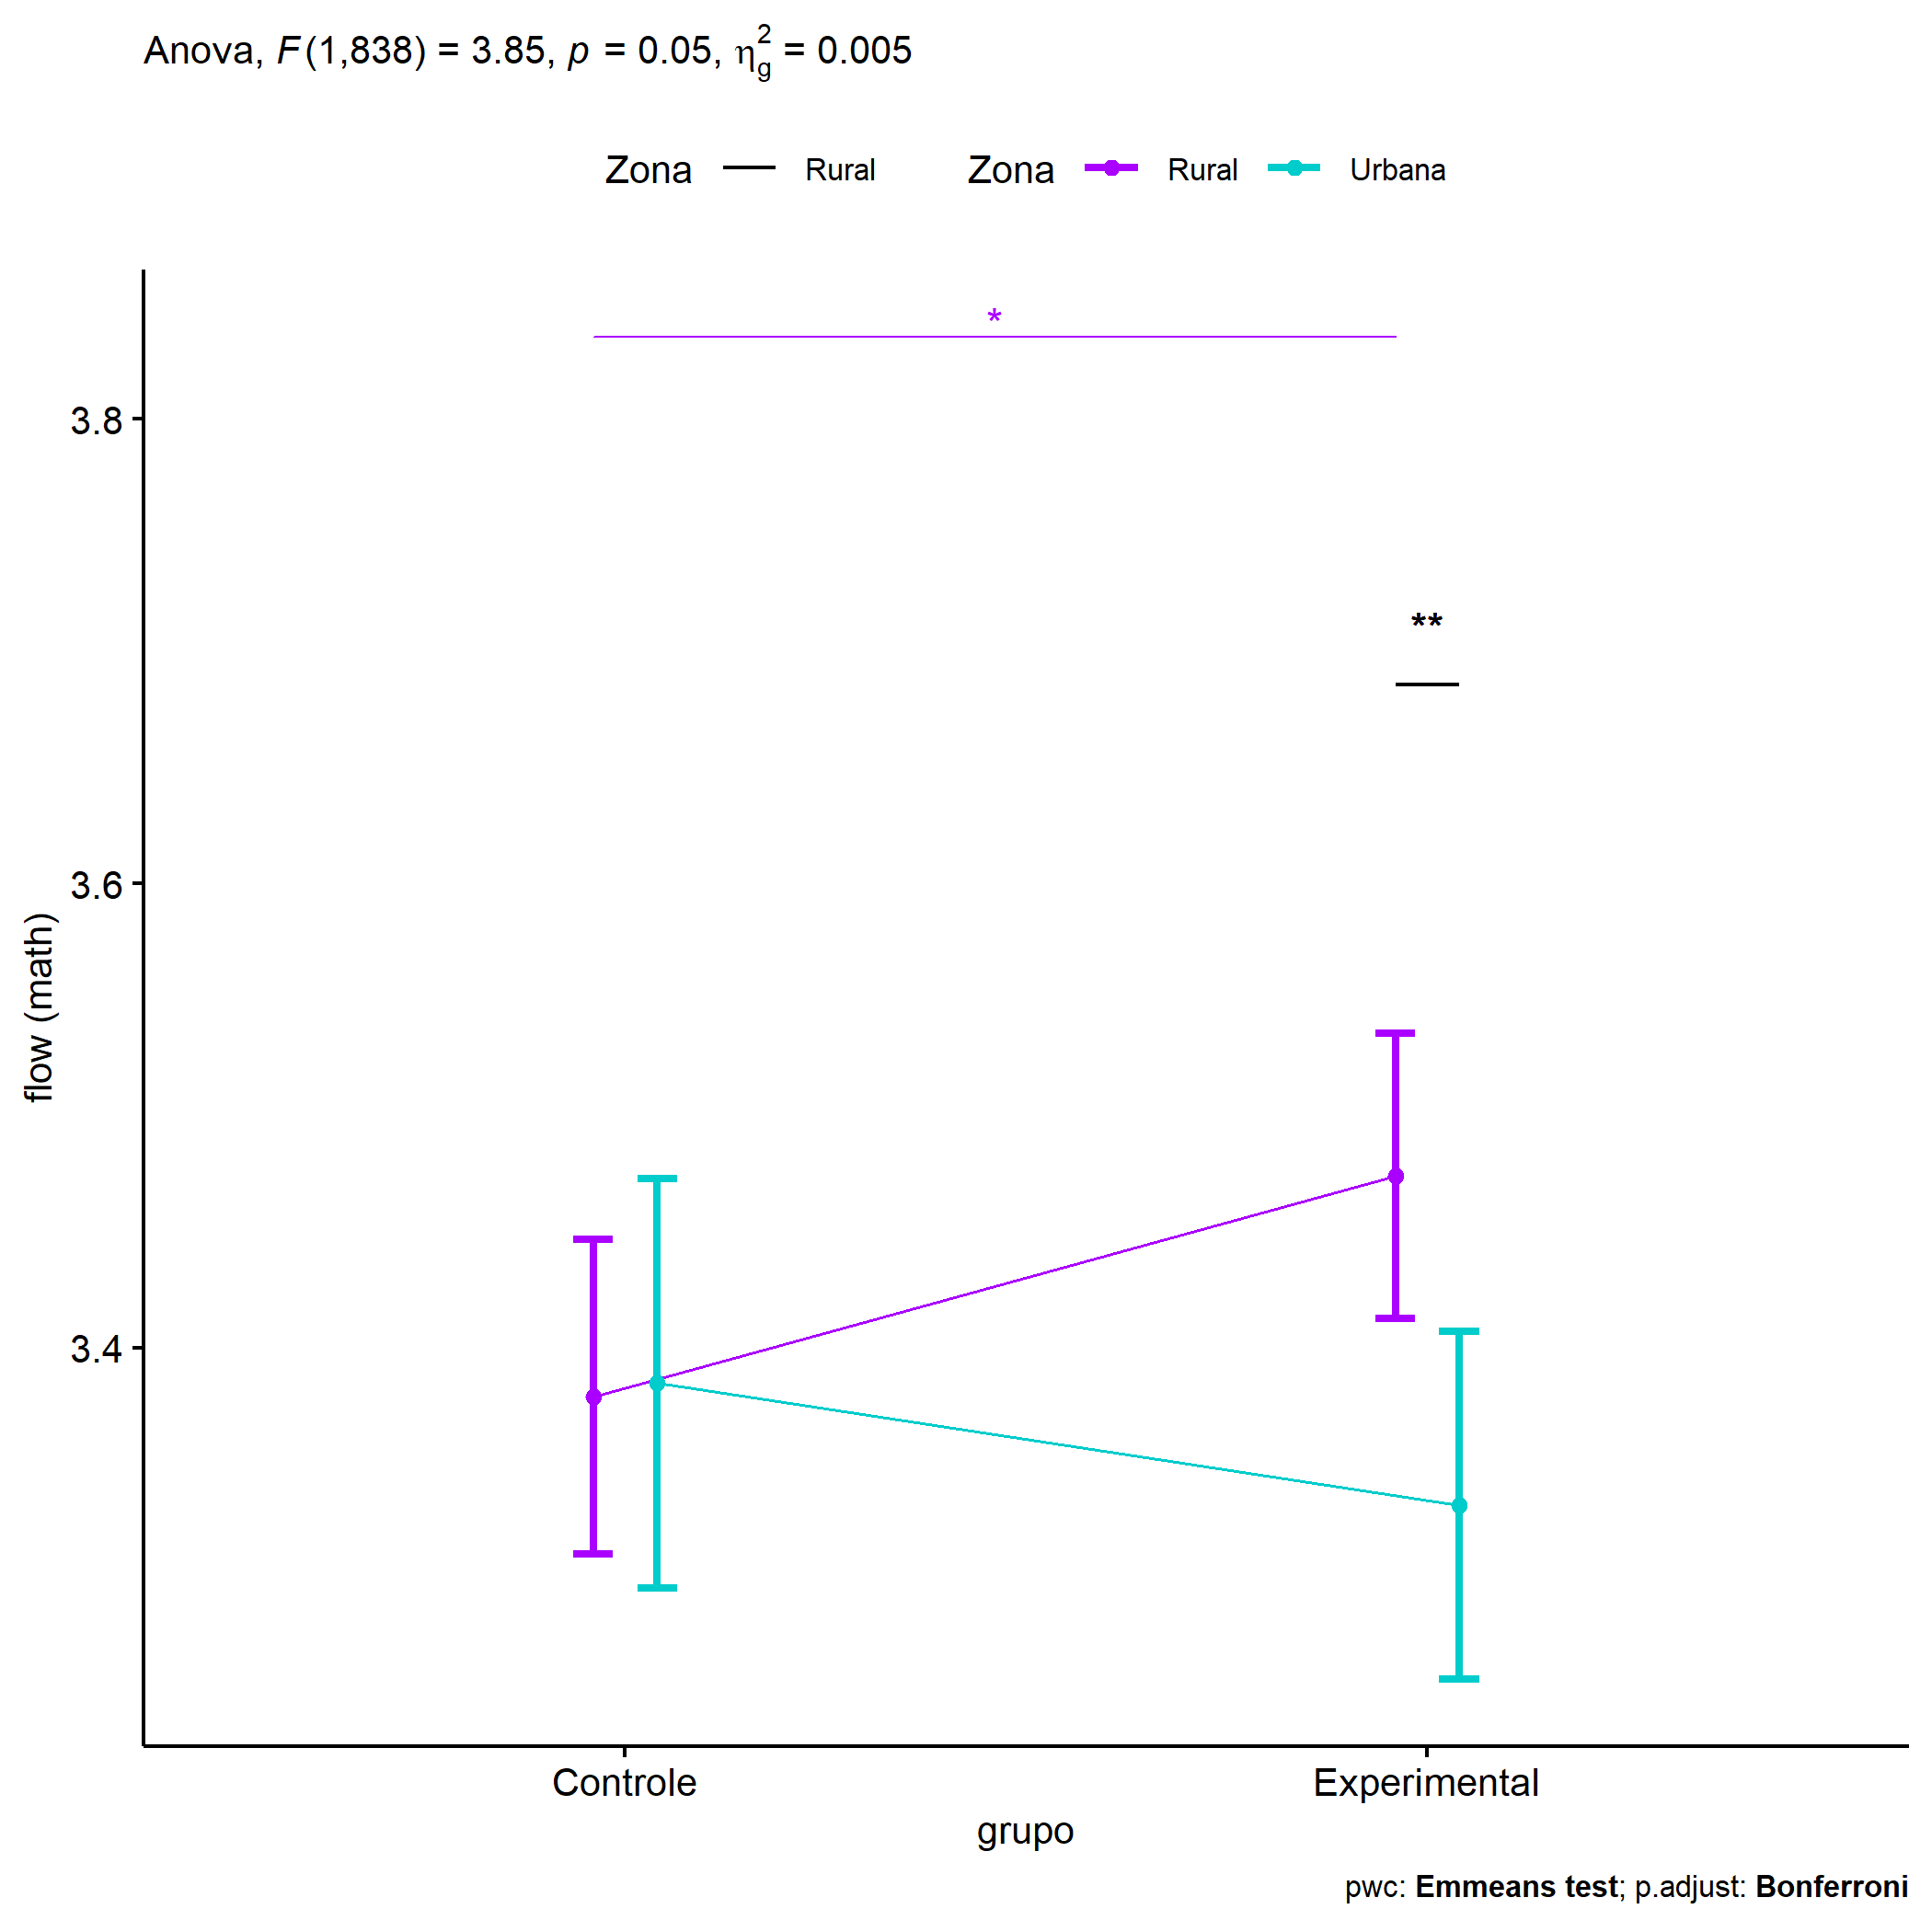 Anova, F(1,838) = 3.85, p = 0.05, η²g = 0.005
Zona Rural Zona Rural Urbana
*
3.8
**
3.6
flow (math)
3.4
Controle Experimental
grupo
pwc: Emmeans test; p.adjust: Bonferroni